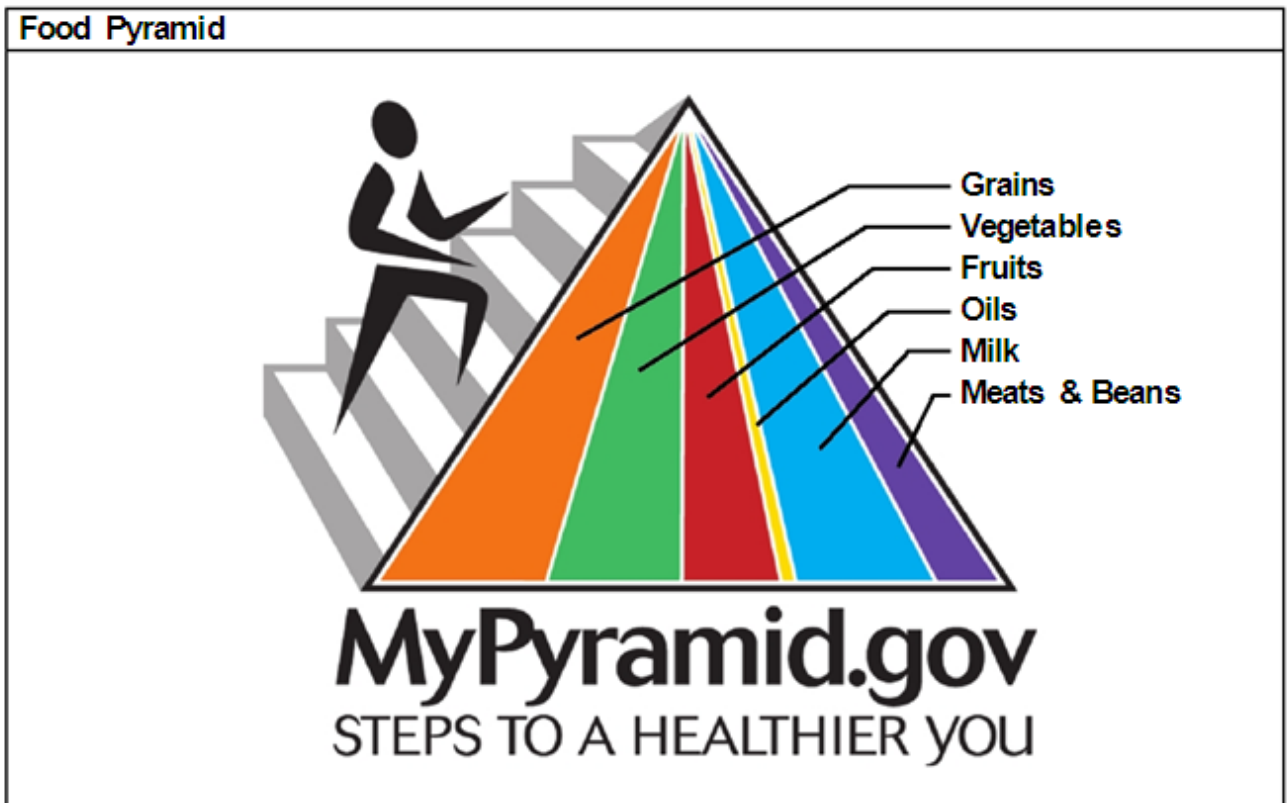 Food Pyramid
Grains
Vegetables
Fruits
Oils
Milk
Meats & Beans
MyPyramid.gov
STEPS TO A HEALTHIER YOU